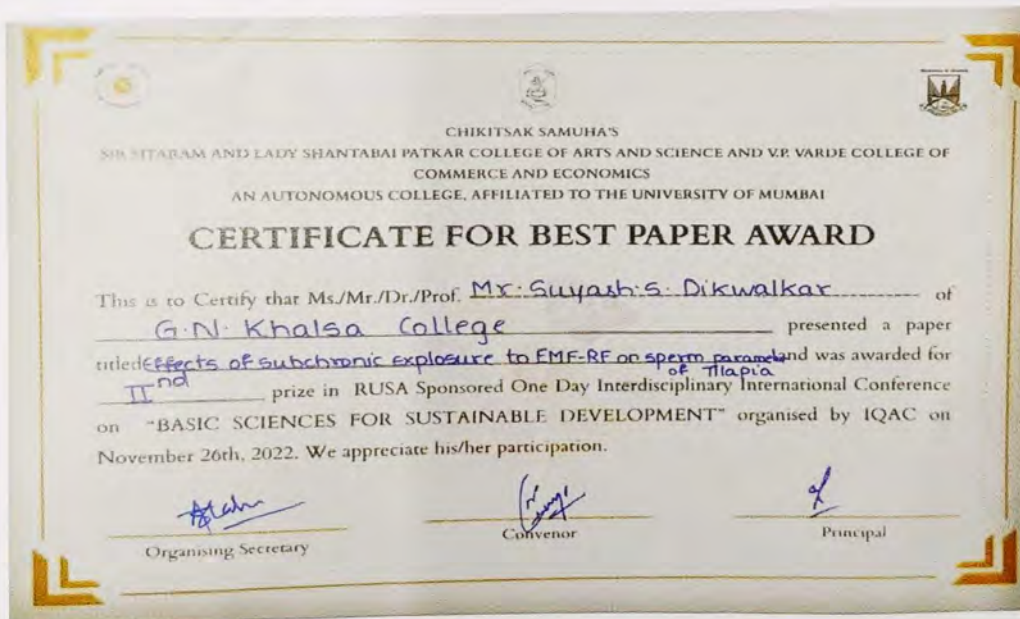 CHIKITSAK SAMUHA'S
SIR SITARAM AND LADY SHANTABAI PATKAR COLLEGE OF ARTS AND SCIENCE AND V.P. VARDE COLLEGE OF
COMMERCE AND ECONOMICS
AN AUTONOMOUS COLLEGE, AFFILIATED TO THE UNIVERSITY OF MUMBAI
CERTIFICATE FOR BEST PAPER AWARD
This is to Certify that Ms./Mr./Dr./Prof. Mr. Suyash.S. Dikwalkar of
G.N. Khalsa College presented a paper
titled Effects of subchronic explosure to EMF-RF on sperm paramet and was awarded for
of Tilapia
IInd prize in RUSA Sponsored One Day Interdisciplinary International Conference
on "BASIC SCIENCES FOR SUSTAINABLE DEVELOPMENT" organised by IQAC on
November 26th, 2022. We appreciate his/her participation.
Organising Secretary
Convenor
Principal